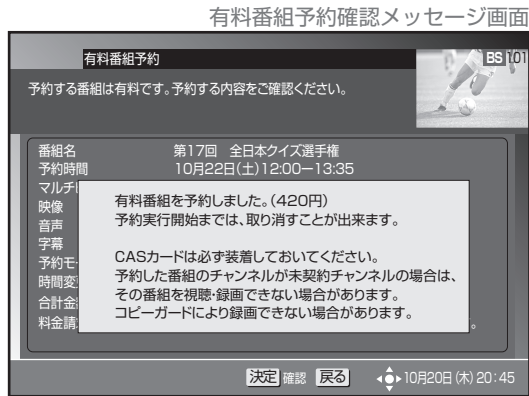 有料番組予約確認メッセージ画面
有料番組予約
BS 101
予約する番組は有料です。予約する内容をご確認ください。
番組名 第17回 全日本クイズ選手権
予約時間 10月22日(土)12:00ー13:35
マルチ
映像
音声
字幕
予約モ
時間変
合計金
料金請
有料番組を予約しました。(420円)
予約実行開始までは、取り消すことが出来ます。
CASカードは必ず装着しておいてください。
予約した番組のチャンネルが未契約チャンネルの場合は、
その番組を視聴・録画できない場合があります。
コピーガードにより録画できない場合があります。
。
決定 確認 戻る 10月20日(木)20:45